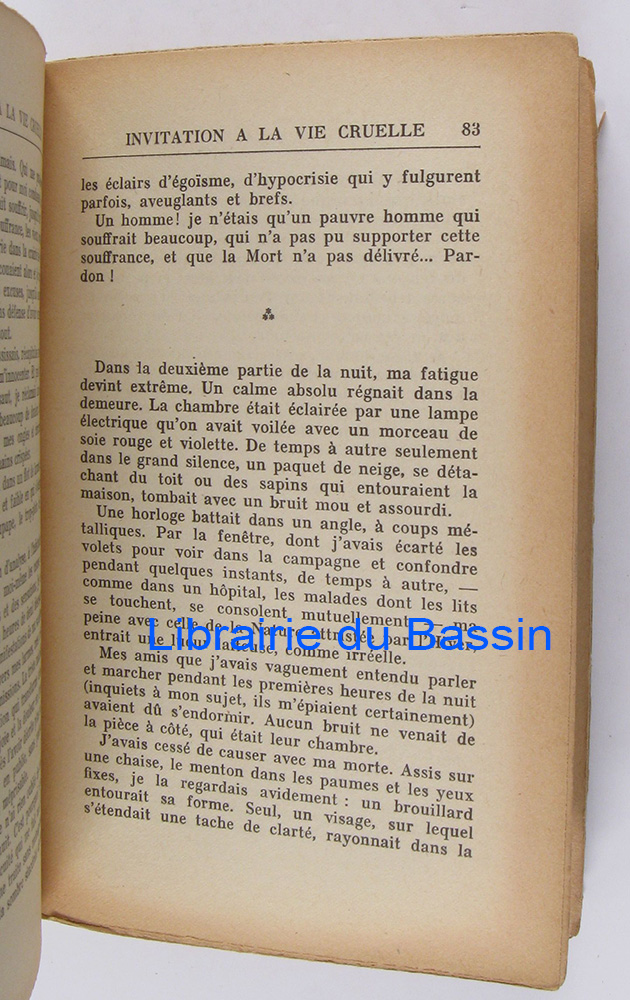 INVITATION A LA VIE CRUELLE 83
les éclairs d'égoïsme, d'hypocrisie qui y fulgurent
parfois, aveuglants et brefs.
Un homme! je n'étais qu'un pauvre homme qui
souffrait beaucoup, qui n'a pas pu supporter cette
souffrance, et que la Mort n'a pas délivré... Par-
don !
Dans la deuxième partie de la nuit, ma fatigue
devint extrême. Un calme absolu régnait dans la
demeure. La chambre était éclairée par une lampe
électrique qu'on avait voilée avec un morceau de
soie rouge et violette. De temps à autre seulement
dans le grand silence, un paquet de neige, se déta-
chant du toit ou des sapins qui entouraient la
maison, tombait avec un bruit mou et assourdi.
Une horloge battait dans un angle, à coups mé-
talliques. Par la fenêtre, dont j'avais écarté les
volets pour voir dans la campagne et confondre
pendant quelques instants, de temps à autre, —
comme dans un hôpital, les malades dont les lits
se touchent, se consolent mutuellement, — ma
peine avec celle de la Nature attristée par l'Hiver,
entrait une comme irréelle.
Librairie du Bassin
Mes amis que j'avais vaguement entendu parler
et marcher pendant les premières heures de la nuit
(inquiets à mon sujet, ils m'épiaient certainement)
avaient dû s'endormir. Aucun bruit ne venait de
la pièce à côté, qui était leur chambre.
J'avais cessé de causer avec ma morte. Assis sur
une chaise, le menton dans les paumes et les yeux
fixes, je la regardais avidement : un brouillard
entourait sa forme. Seul, un visage, sur lequel
s'étendait une tache de clarté, rayonnait dans la